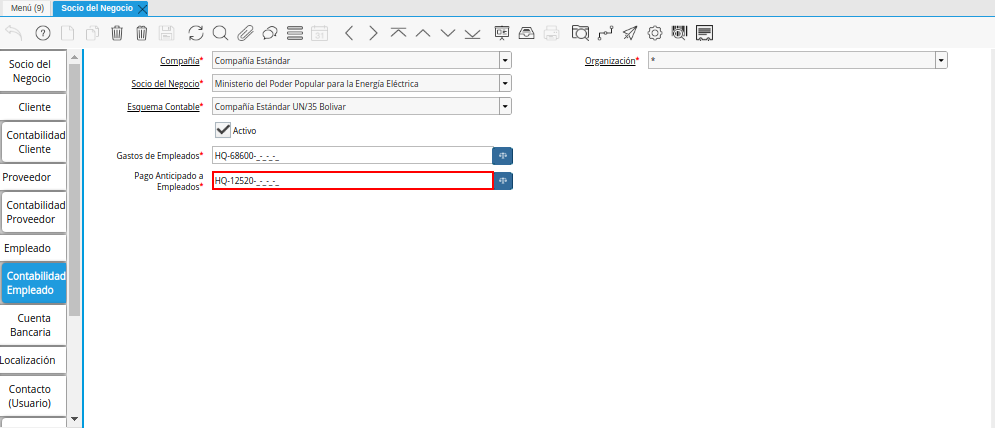 Menú (9)
Socio del Negocio
Socio del
Negocio
Cliente
Contabilidad
Cliente
Proveedor
Contabilidad
Proveedor
Empleado
Contabilidad
Empleado
Cuenta
Bancaria
Localización
Contacto
(Usuario)
Compañía* Compañía Estándar
Organización* *
Socio del Negocio* Ministerio del Poder Popular para la Energía Eléctrica
Esquema Contable* Compañía Estándar UN/35 Bolivar
Activo
Gastos de Empleados* HQ-68600-_-_-_-_
Pago Anticipado a
Empleados* HQ-12520-_-_-_-_
31